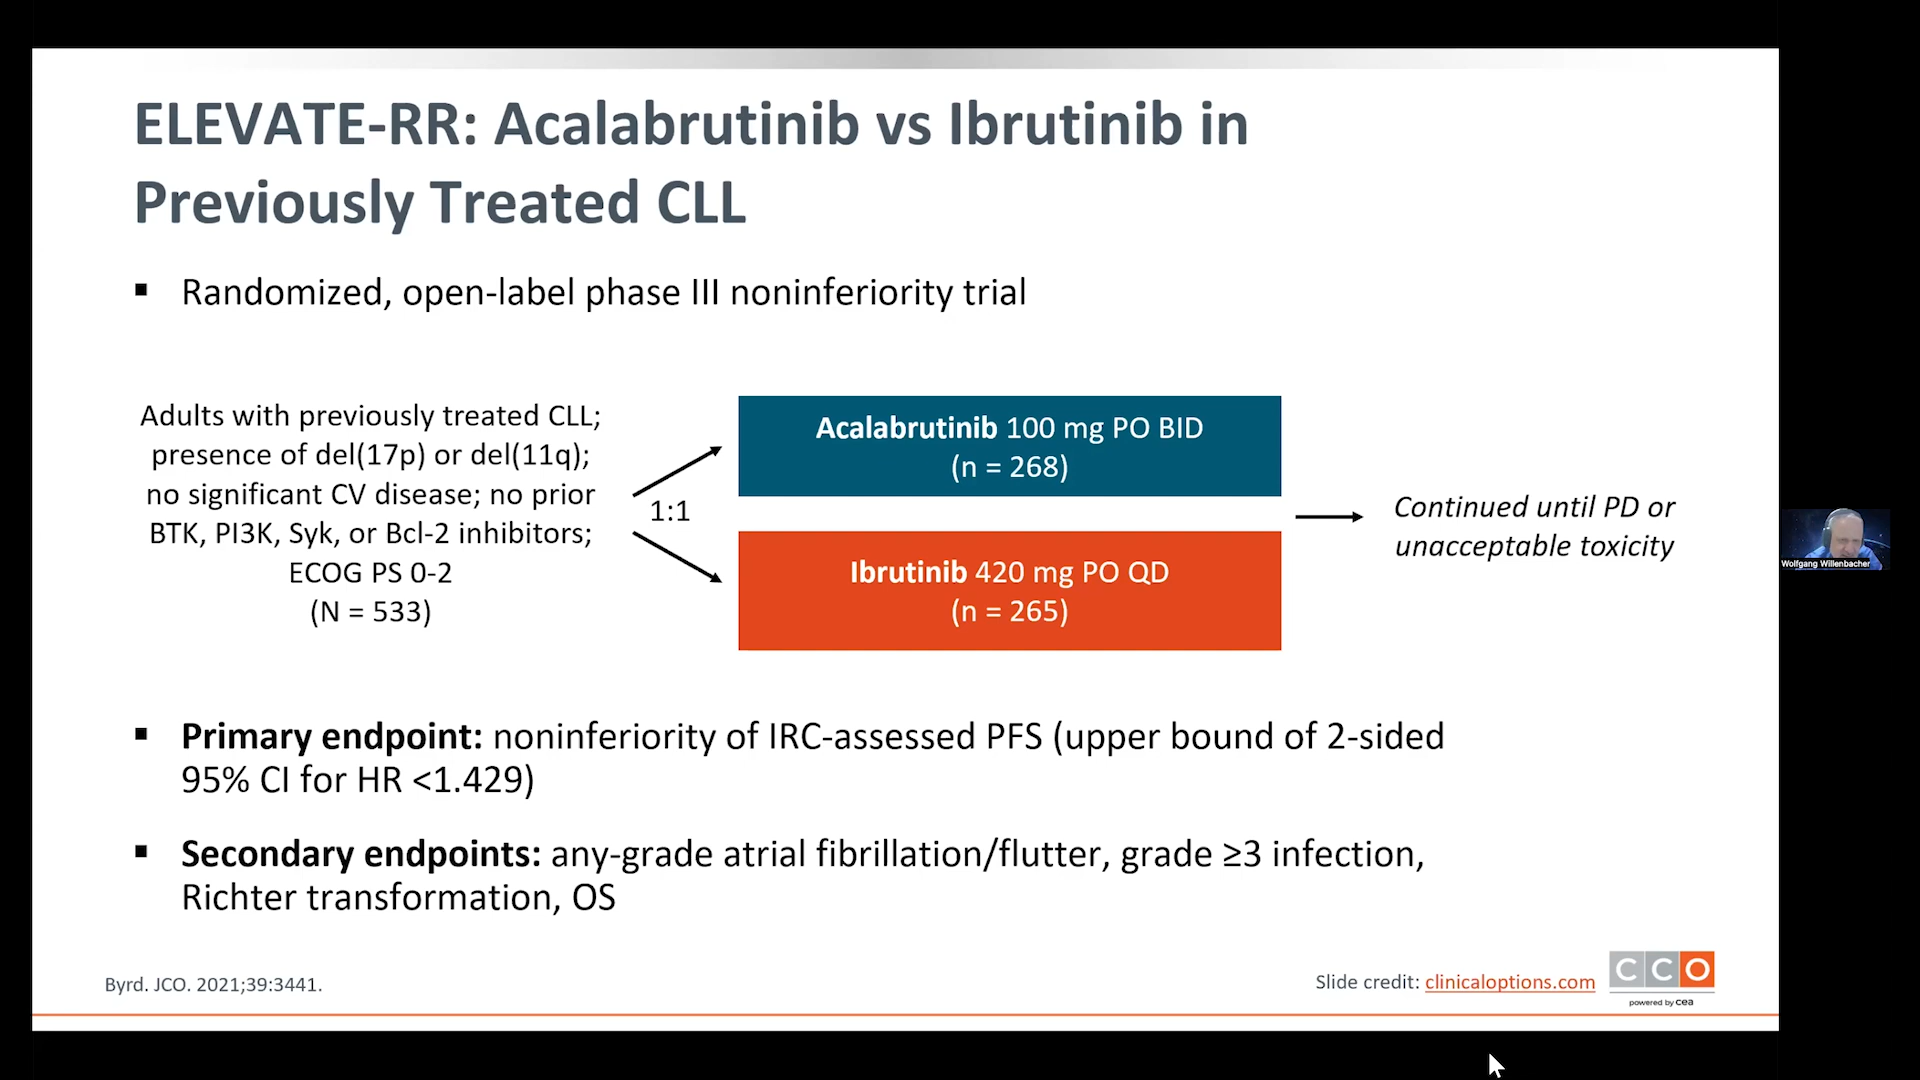 ELEVATE-RR: Acalabrutinib vs Ibrutinib in
Previously Treated CLL
▪ Randomized, open-label phase III noninferiority trial
Adults with previously treated CLL;
presence of del(17p) or del(11q);
no significant CV disease; no prior
BTK, PI3K, Syk, or Bcl-2 inhibitors;
ECOG PS 0-2
(N = 533)
1:1
Acalabrutinib 100 mg PO BID
(n = 268)
Ibrutinib 420 mg PO QD
(n = 265)
Continued until PD or
unacceptable toxicity
Wolfgang Willenbacher
▪ Primary endpoint: noninferiority of IRC-assessed PFS (upper bound of 2-sided
95% CI for HR <1.429)
▪ Secondary endpoints: any-grade atrial fibrillation/flutter, grade ≥3 infection,
Richter transformation, OS
Byrd. JCO. 2021;39:3441.
Slide credit: clinicaloptions.com
CCO
powered by cea